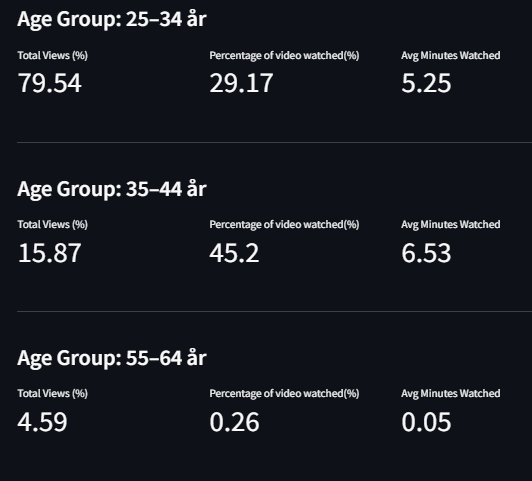 Age Group: 25–34 år
Total Views (%) Percentage of video watched(%) Avg Minutes Watched
79.54 29.17 5.25
Age Group: 35–44 år
Total Views (%) Percentage of video watched(%) Avg Minutes Watched
15.87 45.2 6.53
Age Group: 55–64 år
Total Views (%) Percentage of video watched(%) Avg Minutes Watched
4.59 0.26 0.05